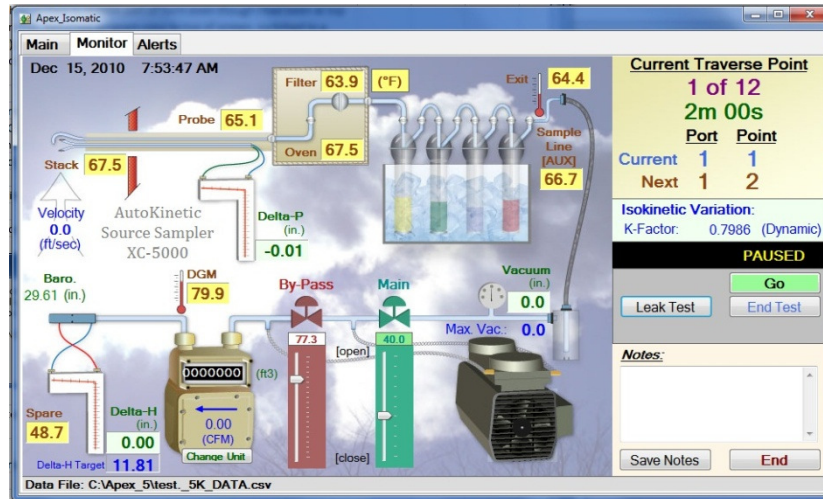 Apex_Isomatic
Main Monitor Alerts
Dec 15, 2010 7:53:47 AM
Filter 63.9 (°F)
Exit 64.4
Probe 65.1
Oven 67.5
Stack 67.5
Sample
Line
[AUX]
66.7
Velocity
0.0
(ft/sec)
AutoKinetic
Source Sampler
XC-5000
Delta-P
(in.)
-0.01
Baro.
29.61 (in.)
DGM
79.9
By-Pass
Main
Vacuum
(in.)
0.0
Max. Vac.: 0.0
77.3
40.0
[open]
[close]
0000000 (ft3)
0.00
(CFM)
Change Unit
Spare
48.7
Delta-H
(in.)
0.00
Delta-H Target 11.81
Current Traverse Point
1 of 12
2m 00s
Port Point
Current 1 1
Next 1 2
Isokinetic Variation:
K-Factor: 0.7986 (Dynamic)
PAUSED
Go
Leak Test End Test
Notes:
Save Notes End
Data File: C:\Apex_5\test._5K_DATA.csv